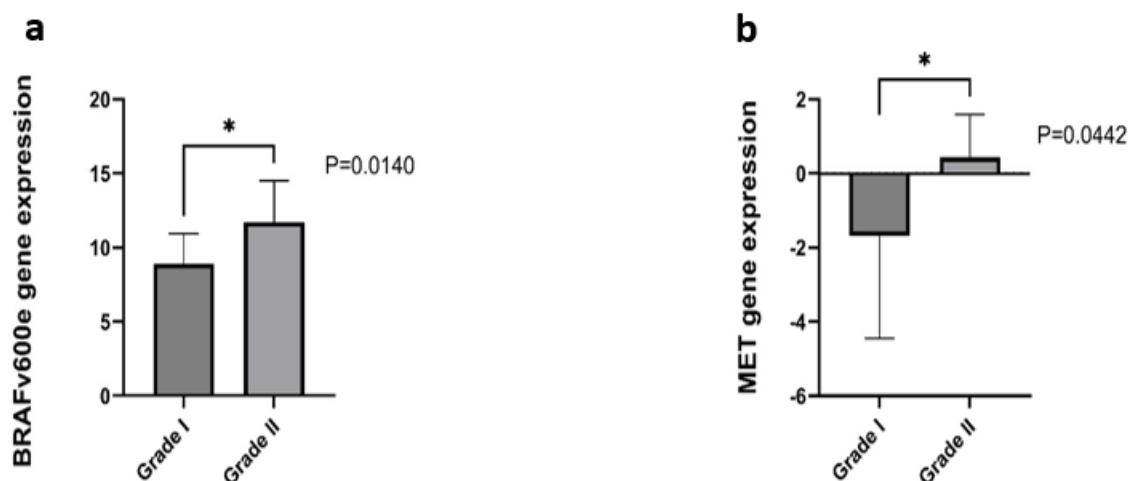 a
BRAFv600e gene expression
20
15
10
5
0
*
P=0.0140
Grade I
Grade II
b
MET gene expression
2
0
-2
-4
-6
*
P=0.0442
Grade I
Grade II